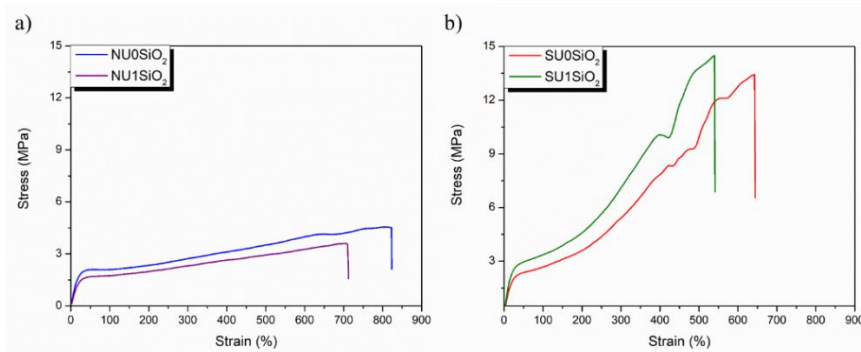 a)
15
12
9
6
3
0
Stress (MPa)
NU0SiO₂
NU1SiO₂
0 100 200 300 400 500 600 700 800 900
Strain (%)
b)
15
12
9
6
3
0
Stress (MPa)
SU0SiO₂
SU1SiO₂
0 100 200 300 400 500 600 700 800 900
Strain (%)